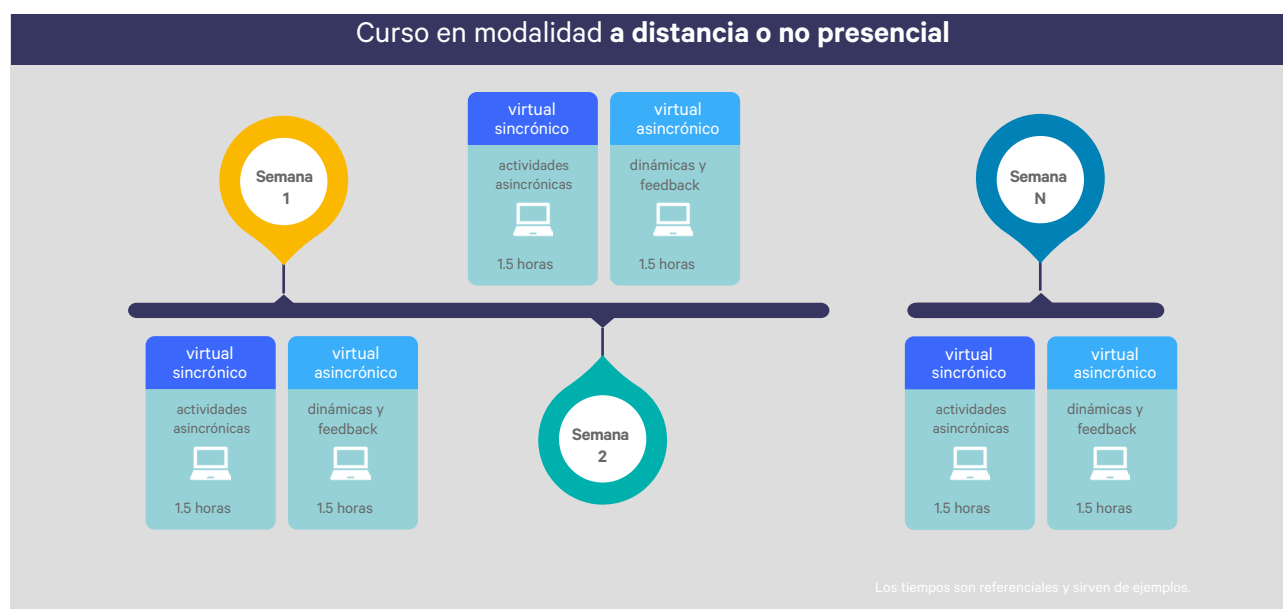 Curso en modalidad a distancia o no presencial
Semana
1
virtual
sincrónico
actividades
asincrónicas
1.5 horas
virtual
asincrónico
dinámicas y
feedback
1.5 horas
virtual
sincrónico
actividades
asincrónicas
1.5 horas
virtual
asincrónico
dinámicas y
feedback
1.5 horas
Semana
2
Semana
N
virtual
sincrónico
actividades
asincrónicas
1.5 horas
virtual
asincrónico
dinámicas y
feedback
1.5 horas
Los tiempos son referenciales y sirven de ejemplos.